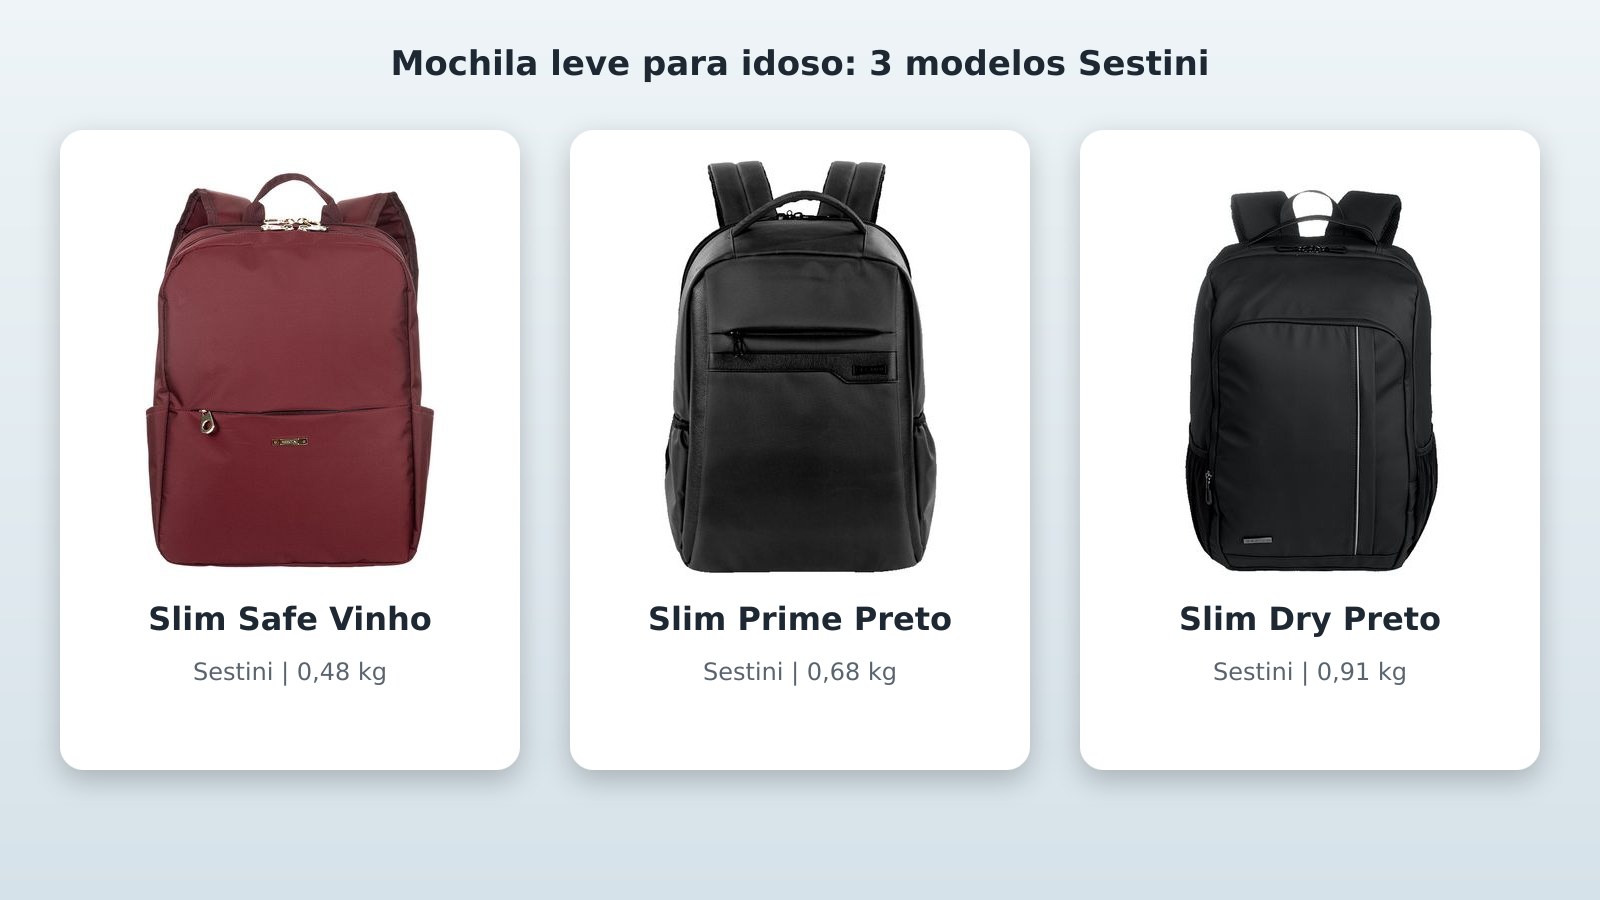 Mochila leve para idoso: 3 modelos Sestini
Slim Safe Vinho
Sestini | 0,48 kg
Slim Prime Preto
Sestini | 0,68 kg
Slim Dry Preto
Sestini | 0,91 kg